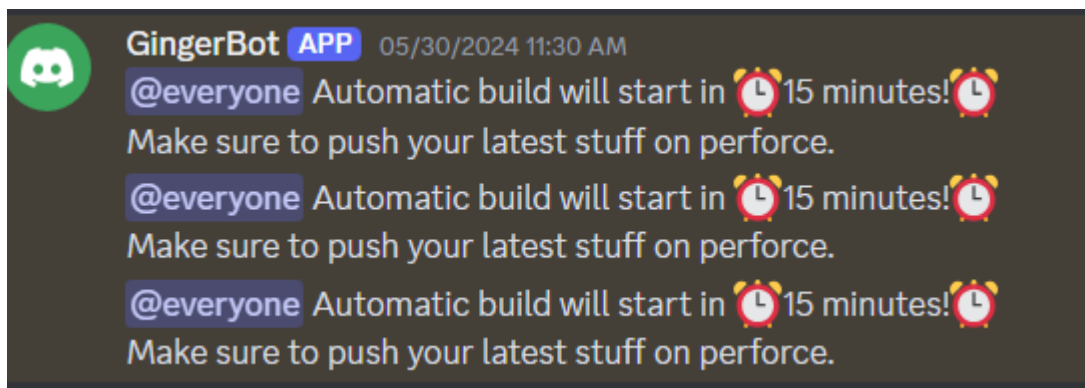 GingerBot APP 05/30/2024 11:30 AM
@everyone Automatic build will start in ⏰15 minutes!⏰
Make sure to push your latest stuff on perforce.
@everyone Automatic build will start in ⏰15 minutes!⏰
Make sure to push your latest stuff on perforce.
@everyone Automatic build will start in ⏰15 minutes!⏰
Make sure to push your latest stuff on perforce.